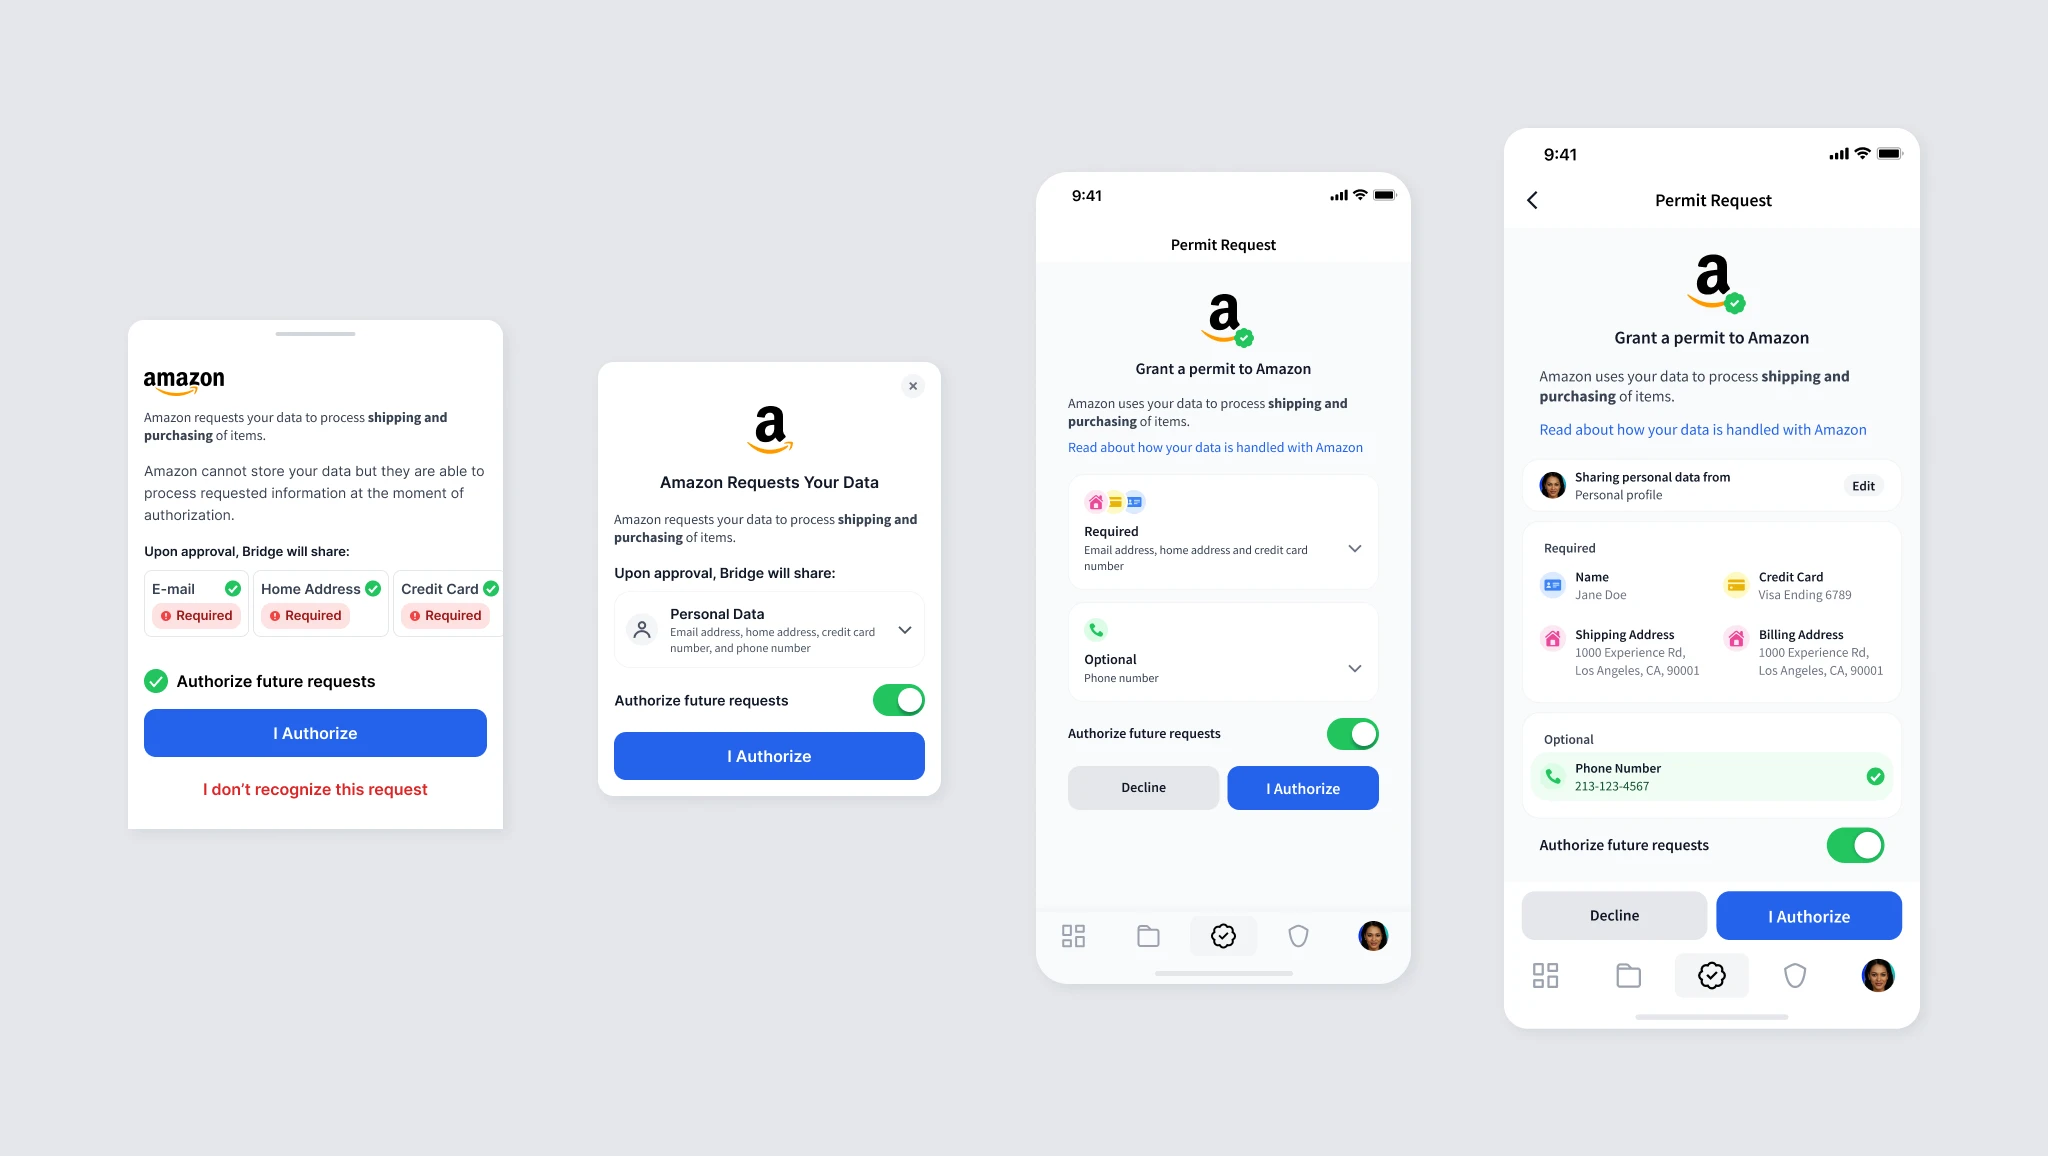 amazon
Amazon requests your data to process shipping and
purchasing of items.
Amazon cannot store your data but they are able to
process requested information at the moment of
authorization.
Upon approval, Bridge will share:
E-mail
Required
Home Address
Required
Credit Card
Required
Authorize future requests
I Authorize
I don't recognize this request
a
Amazon Requests Your Data
Amazon requests your data to process shipping and
purchasing of items.
Upon approval, Bridge will share:
Personal Data
Email address, home address, credit card
number, and phone number
Authorize future requests
I Authorize
9:41
Permit Request
a
Grant a permit to Amazon
Amazon uses your data to process shipping and
purchasing of items.
Read about how your data is handled with Amazon
Required
Email address, home address and credit card
number
Optional
Phone number
Authorize future requests
Decline
I Authorize
9:41
Permit Request
a
Grant a permit to Amazon
Amazon uses your data to process shipping and
purchasing of items.
Read about how your data is handled with Amazon
Sharing personal data from
Personal profile
Edit
Required
Name
Jane Doe
Credit Card
Visa Ending 6789
Shipping Address
1000 Experience Rd,
Los Angeles, CA, 90001
Billing Address
1000 Experience Rd,
Los Angeles, CA, 90001
Optional
Phone Number
213-123-4567
Authorize future requests
Decline
I Authorize